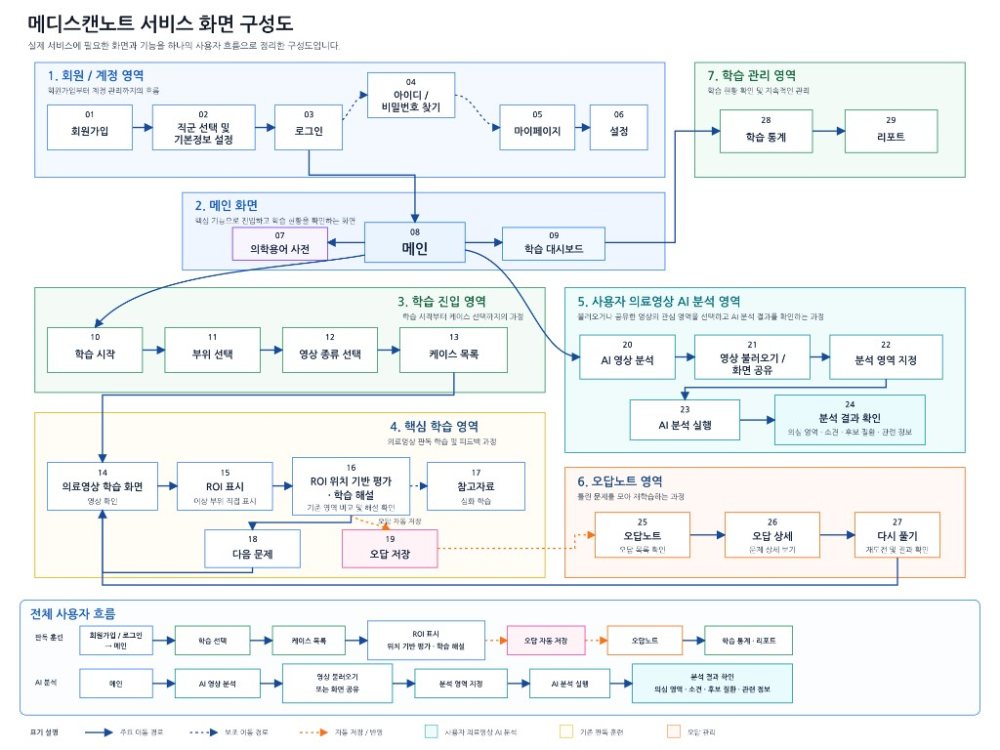 메디스캔노트 서비스 화면 구성도
실제 서비스에 필요한 화면과 기능을 하나의 사용자 흐름으로 정리한 구성도입니다.
1. 회원 / 계정 영역
회원가입부터 계정 관리까지의 흐름
01
회원가입
02
직군 선택 및
기본정보 설정
03
로그인
04
아이디 /
비밀번호 찾기
05
마이페이지
06
설정
7. 학습 관리 영역
학습 현황 확인 및 지속적인 관리
28
학습 통계
29
리포트
2. 메인 화면
핵심 기능으로 진입하고 학습 현황을 확인하는 화면
07
의학용어 사전
08
메인
09
학습 대시보드
3. 학습 진입 영역
학습 시작부터 케이스 선택까지의 과정
10
학습 시작
11
부위 선택
12
영상 종류 선택
13
케이스 목록
5. 사용자 의료영상 AI 분석 영역
불러오거나 공유한 영상의 관심 영역을 선택하고 AI 분석 결과를 확인하는 과정
20
AI 영상 분석
21
영상 불러오기 /
화면 공유
22
분석 영역 지정
23
AI 분석 실행
24
분석 결과 확인
의심 영역 · 소견 · 후보 질환 · 관련 정보
4. 핵심 학습 영역
의료영상 판독 학습 및 피드백 과정
14
의료영상 학습 화면
영상 확인
15
ROI 표시
이상 부위 직접 표시
16
ROI 위치 기반 평가
· 학습 해설
기준 영역 비교 및 해설 확인
17
참고자료
심화 학습
오답 자동 저장
18
다음 문제
19
오답 저장
6. 오답노트 영역
틀린 문제를 모아 재학습하는 과정
25
오답노트
오답 목록 확인
26
오답 상세
문제 상세 보기
27
다시 풀기
재도전 및 결과 확인
전체 사용자 흐름
판독 훈련
회원가입 / 로그인
→ 메인
학습 선택
케이스 목록
ROI 표시
위치 기반 평가 · 학습 해설
오답 자동 저장
오답노트
학습 통계 · 리포트
AI 분석
메인
AI 영상 분석
영상 불러오기
또는 화면 공유
분석 영역 지정
AI 분석 실행
분석 결과 확인
의심 영역 · 소견 · 후보 질환 · 관련 정보
표기 설명
주요 이동 경로
보조 이동 경로
자동 저장 / 반영
사용자 의료영상 AI 분석
기존 판독 훈련
오답 관리